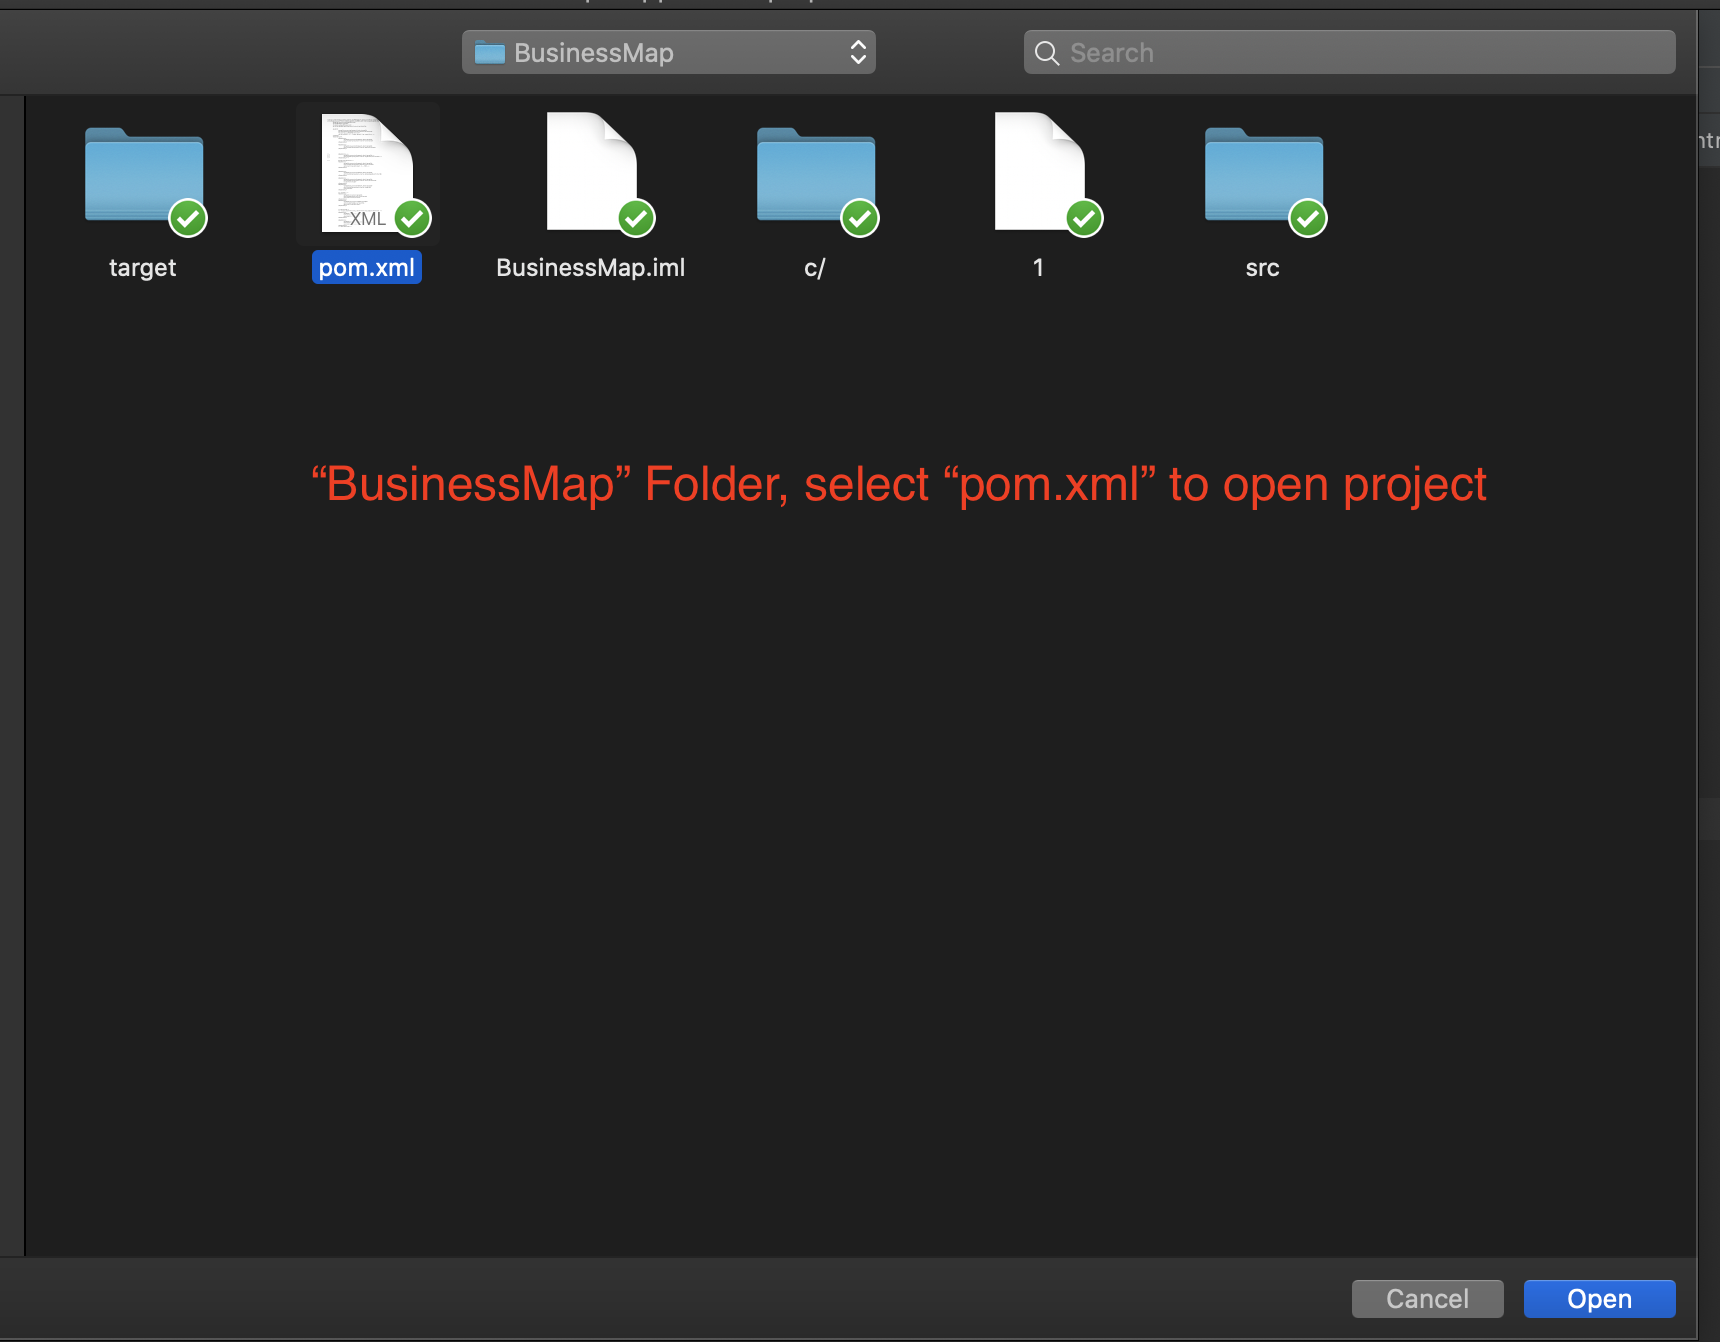 BusinessMap
Search
XML
target
pom.xml
BusinessMap.iml
c/
1
src
“BusinessMap” Folder, select “pom.xml” to open project
Cancel
Open